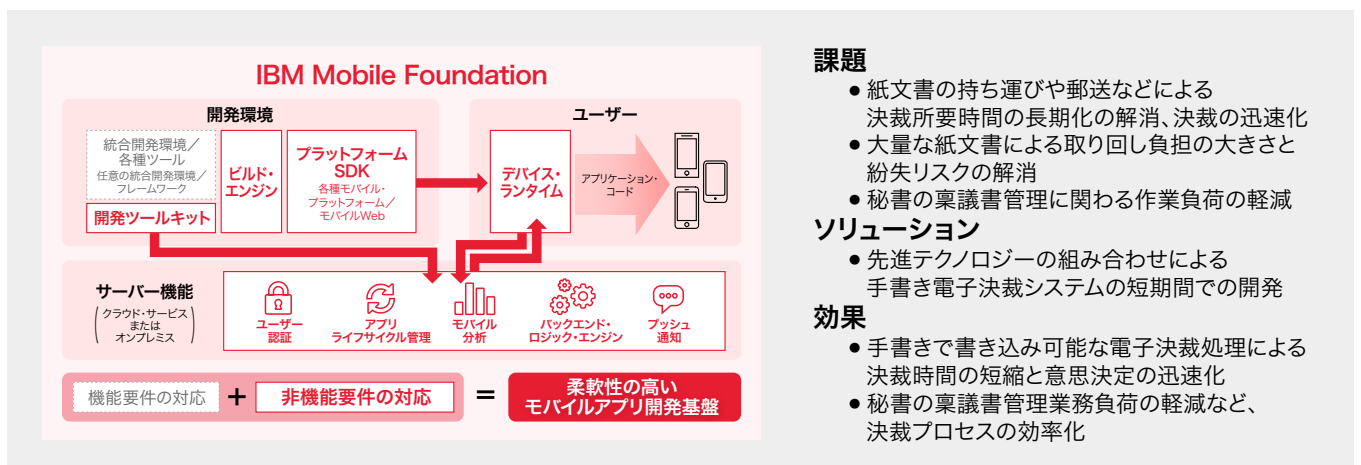 IBM Mobile Foundation
開発環境
統合開発環境／
各種ツール
任意の統合開発環境／
フレームワーク
開発ツールキット
ビルド・
エンジン
プラットフォーム
SDK
各種モバイル・
プラットフォーム／
モバイルWeb
ユーザー
デバイス・
ランタイム
アプリケーション・
コード
サーバー機能
(クラウド・サービス
または
オンプレミス)
ユーザー
認証
アプリ
ライフサイクル管理
モバイル
分析
バックエンド・
ロジック・エンジン
プッシュ
通知
機能要件の対応
+
非機能要件の対応
=
柔軟性の高い
モバイルアプリ開発基盤
課題
● 紙文書の持ち運びや郵送などによる
決裁所要時間の長期化の解消、決裁の迅速化
● 大量な紙文書による取り回し負担の大きさと
紛失リスクの解消
● 秘書の稟議書管理に関わる作業負荷の軽減
ソリューション
● 先進テクノロジーの組み合わせによる
手書き電子決裁システムの短期間での開発
効果
● 手書きで書き込み可能な電子決裁処理による
決裁時間の短縮と意思決定の迅速化
● 秘書の稟議書管理業務負荷の軽減など、
決裁プロセスの効率化